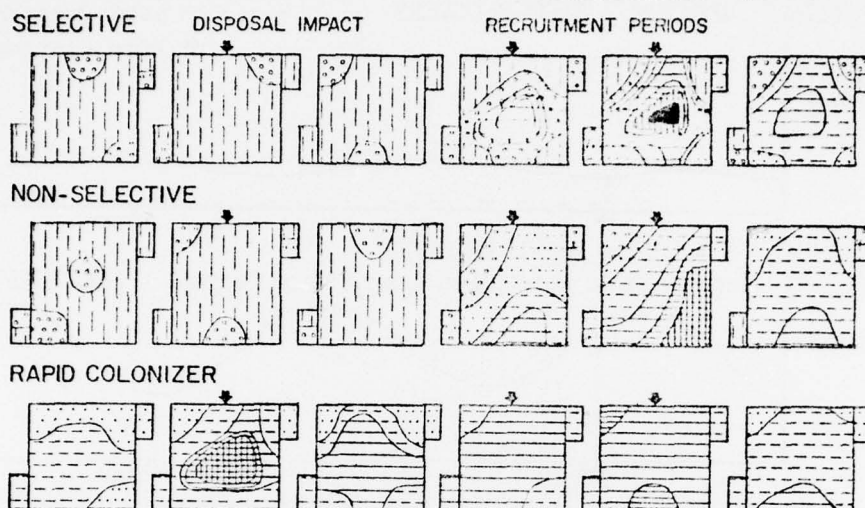 SELECTIVE DISPOSAL IMPACT RECRUITMENT PERIODS
NON-SELECTIVE
RAPID COLONIZER